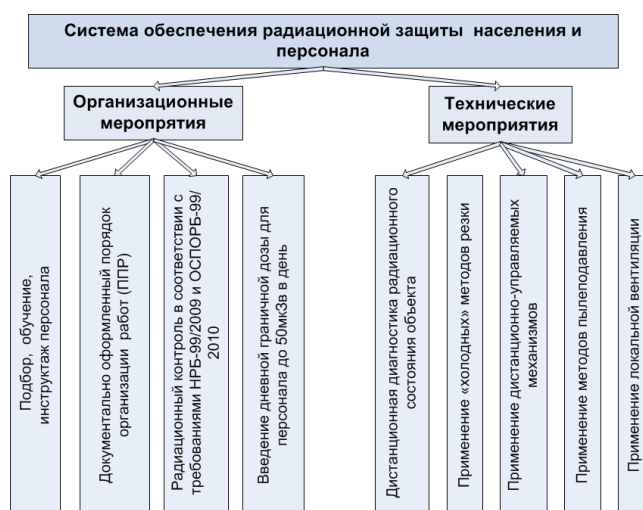 Система обеспечения радиационной защиты населения и
персонала
Организационные
меропрятия
Технические
мероприятия
Подбор, обучение,
инструктаж персонала
Документально оформленный порядок
организации работ (ППР)
Радиационный контроль в соответствии с
требованиями НРБ-99/2009 и ОСПОРБ-99/
2010
Введение дневной граничной дозы для
персонала до 50мкЗв в день
Дистанционная диагностика радиационного
состояния объекта
Применение «холодных» методов резки
Применение дистанционно-управляемых
механизмов
Применение методов пылеподавления
Применение локальной вентиляции